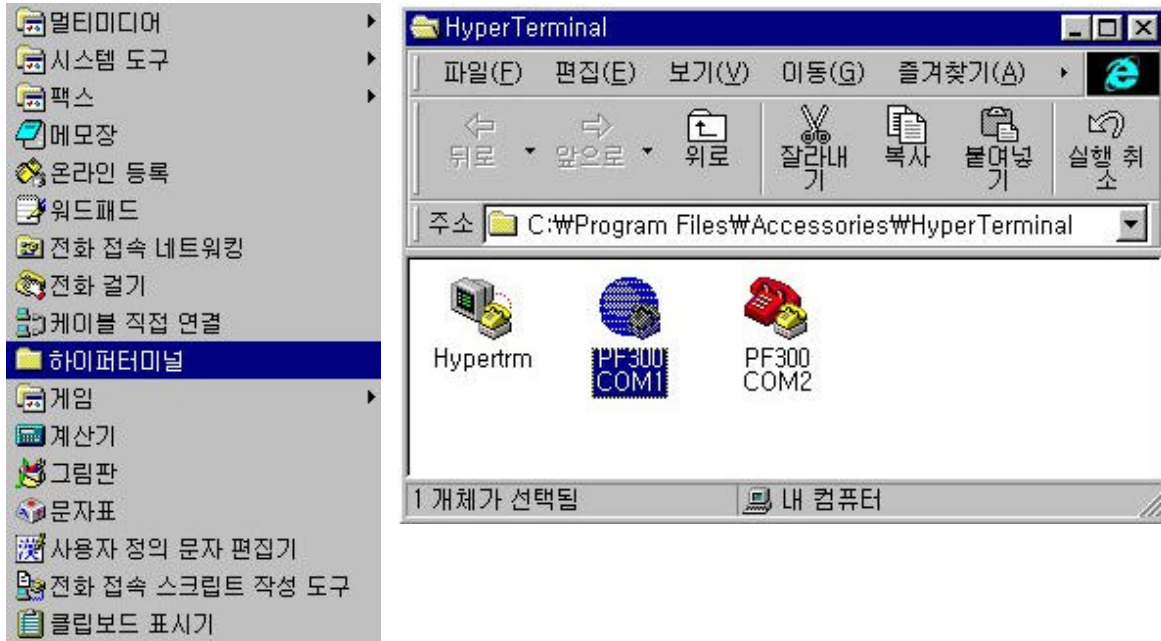 멀티미디어
시스템 도구
팩스
메모장
온라인 등록
워드패드
전화 접속 네트워킹
전화 걸기
케이블 직접 연결
하이퍼터미널
게임
계산기
그림판
문자표
사용자 정의 문자 편집기
전화 접속 스크립트 작성 도구
클립보드 표시기
HyperTerminal
파일(F) 편집(E) 보기(V) 이동(G) 즐겨찾기(A)
뒤로 앞으로 위로 잘라내기 복사 붙여넣기 실행 취소
주소 C:₩Program Files₩Accessories₩HyperTerminal
Hypertrm
PF300
COM1
PF300
COM2
1 개체가 선택됨 내 컴퓨터